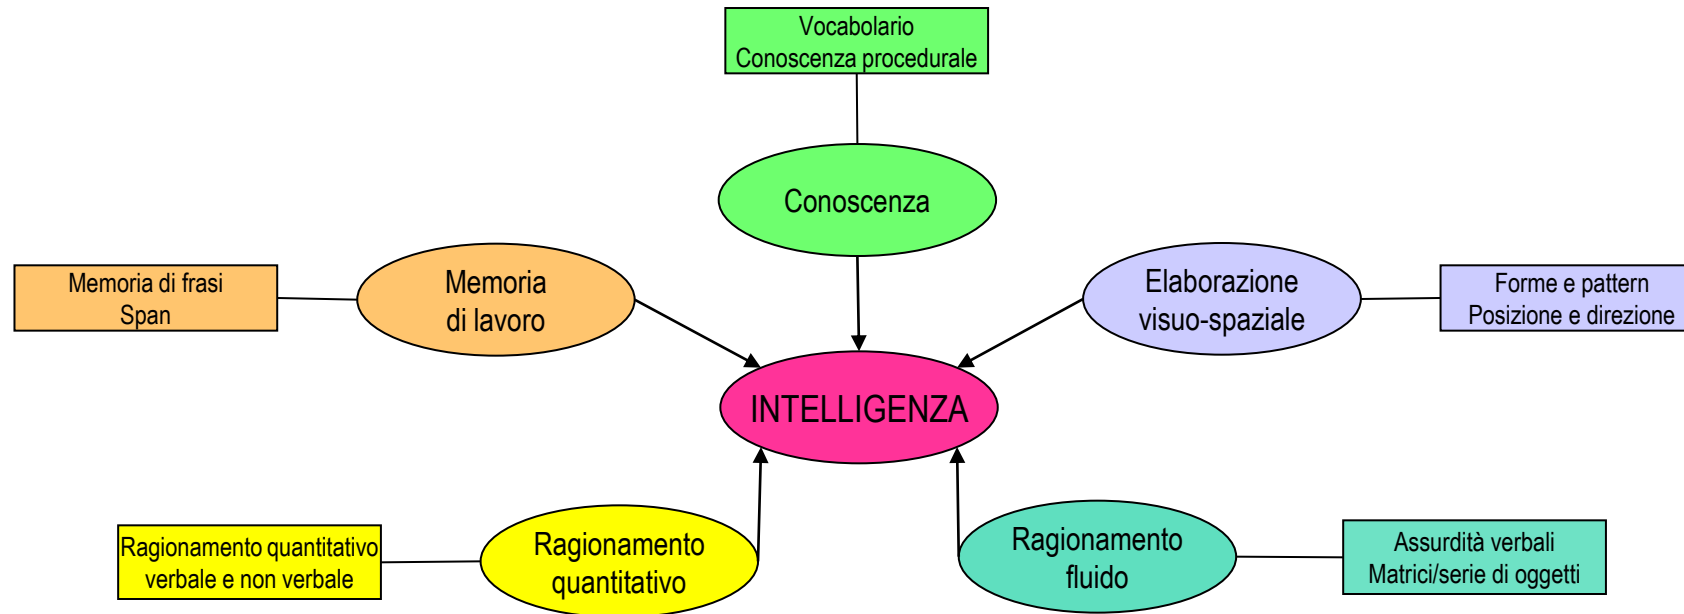 Vocabolario
Conoscenza procedurale
Conoscenza
Memoria di frasi
Span
Memoria
di lavoro
Elaborazione
visuo-spaziale
Forme e pattern
Posizione e direzione
INTELLIGENZA
Ragionamento quantitativo
verbale e non verbale
Ragionamento
quantitativo
Ragionamento
fluido
Assurdità verbali
Matrici/serie di oggetti